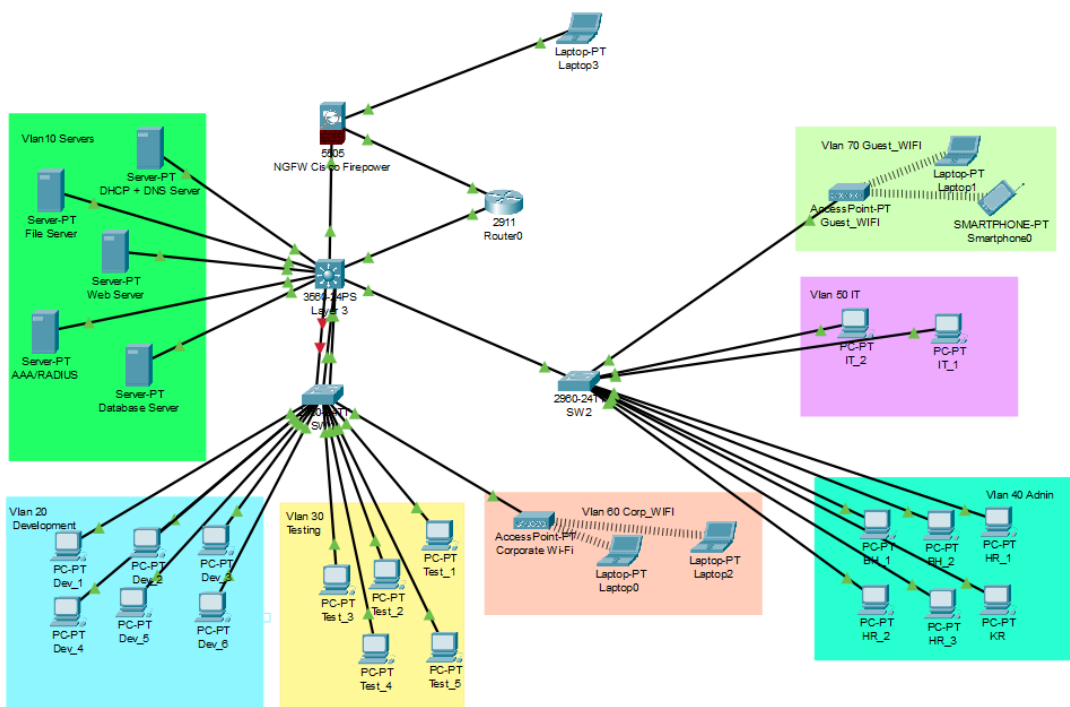 Laptop-PT
Laptop3
5505
NGFW Cisco Firepower
Vlan10 Servers
Server-PT
DHCP + DNS Server
Server-PT
File Server
Server-PT
Web Server
Server-PT
AAA/RADIUS
Server-PT
Database Server
2911
Router0
3560-24PS
Layer 3
Vlan 70 Guest_WIFI
Laptop-PT
Laptop1
AccessPoint-PT
Guest_WIFI
SMARTPHONE-PT
Smartphone0
Vlan 50 IT
PC-PT
IT_2
PC-PT
IT_1
2960-24TT
SW2
Vlan 20
Development
PC-PT
Dev_1
PC-PT
Dev_2
PC-PT
Dev_3
PC-PT
Dev_4
PC-PT
Dev_5
PC-PT
Dev_6
Vlan 30
Testing
PC-PT
Test_1
PC-PT
Test_2
PC-PT
Test_3
PC-PT
Test_4
PC-PT
Test_5
Vlan 60 Corp_WIFI
AccessPoint-PT
Corporate Wi-Fi
Laptop-PT
Laptop0
Laptop-PT
Laptop2
Vlan 40 Admin
PC-PT
BH_1
PC-PT
BH_2
PC-PT
HR_1
PC-PT
HR_2
PC-PT
HR_3
PC-PT
KR